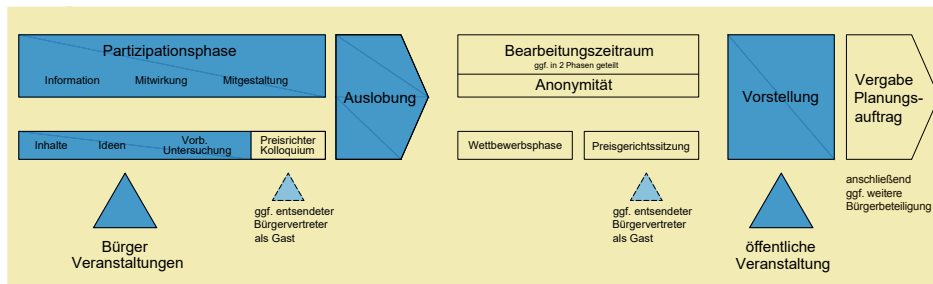 Partizipationsphase
Information Mitwirkung Mitgestaltung
Inhalte Ideen Vorb.
Untersuchung
Preisrichter
Kolloquium
Bürger
Veranstaltungen
ggf. entsendeter
Bürgervertreter
als Gast
Auslobung
Bearbeitungszeitraum
ggf. in 2 Phasen geteilt
Anonymität
Wettbewerbsphase
Preisgerichtssitzung
ggf. entsendeter
Bürgervertreter
als Gast
Vorstellung
öffentliche
Veranstaltung
Vergabe
Planungs-
auftrag
anschließend
ggf. weitere
Bürgerbeteiligung